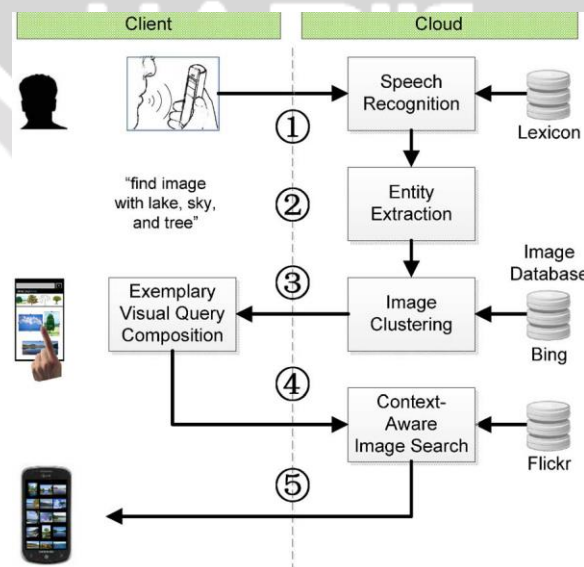 Client
Cloud
Speech
Recognition
Lexicon
①
"find image
with lake, sky,
and tree"
②
Entity
Extraction
Image
Database
③
Exemplary
Visual Query
Composition
Image
Clustering
Bing
④
Context-
Aware
Image Search
Flickr
⑤